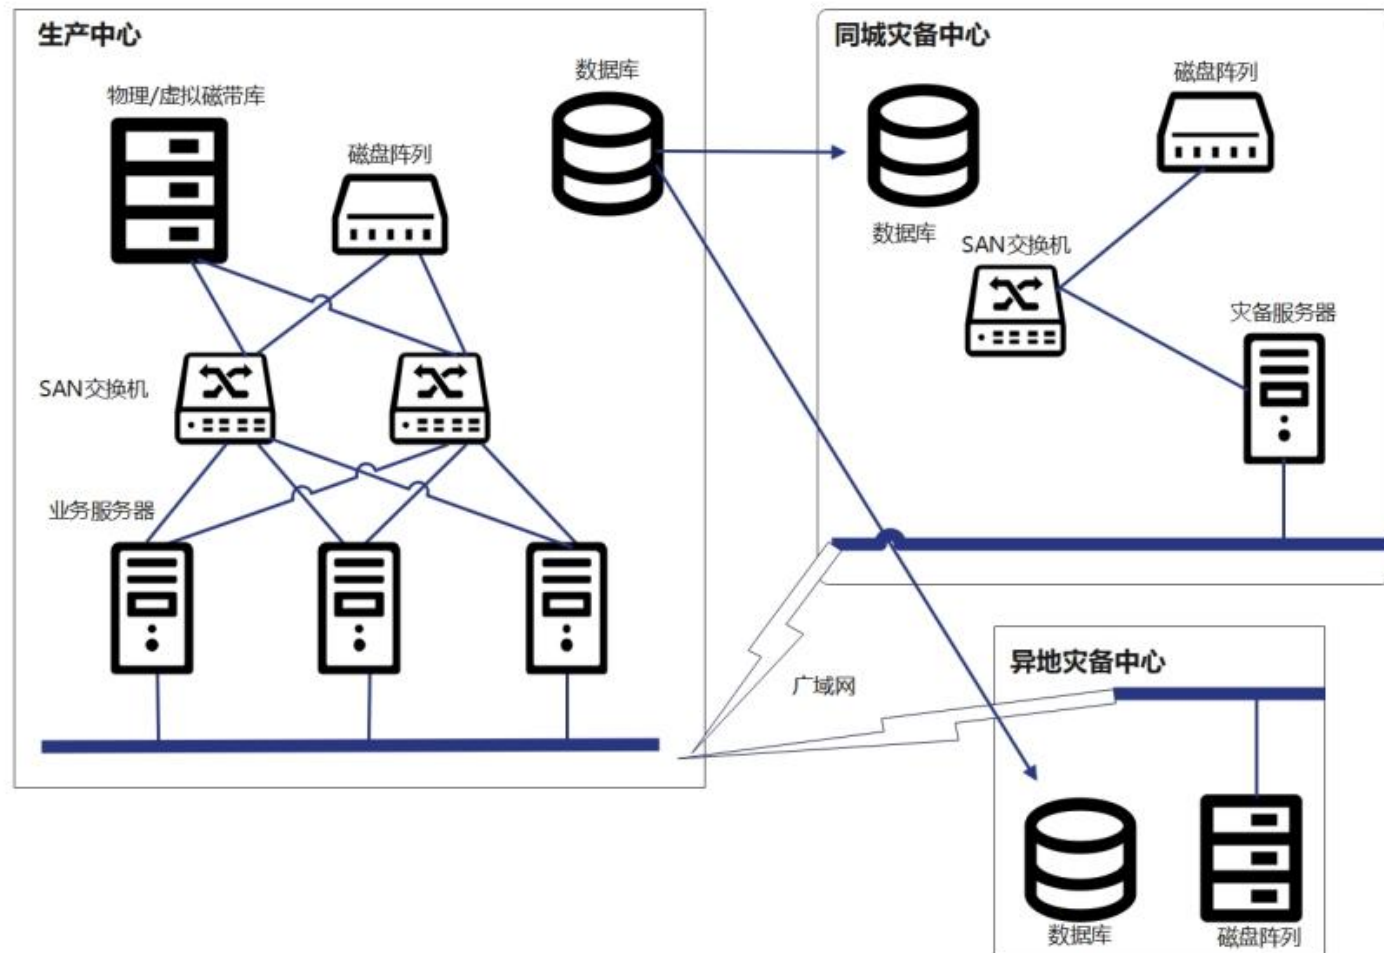 生产中心
数据库
物理/虚拟磁带库
磁盘阵列
SAN交换机
业务服务器
同城灾备中心
磁盘阵列
数据库
SAN交换机
灾备服务器
广域网
异地灾备中心
数据库
磁盘阵列